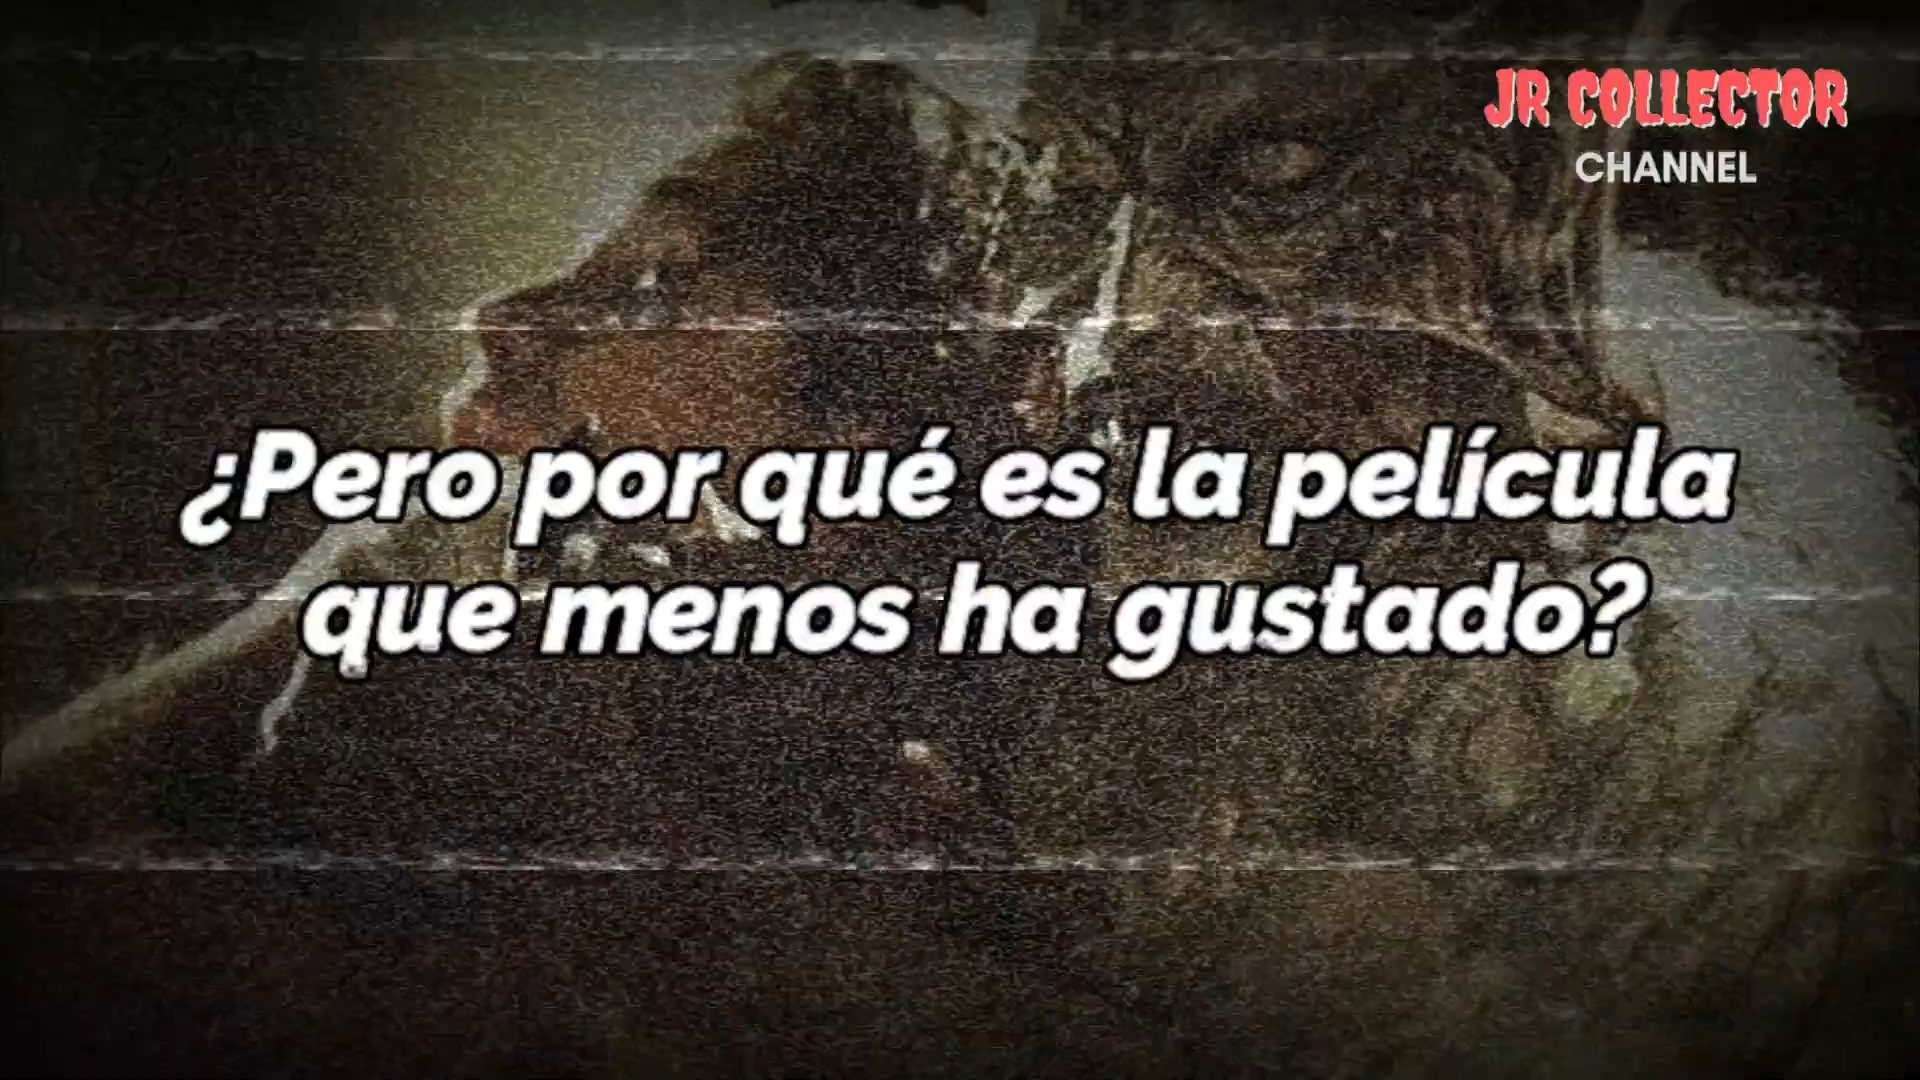 JR COLLECTOR
CHANNEL
¿Pero por qué es la película
que menos ha gustado?